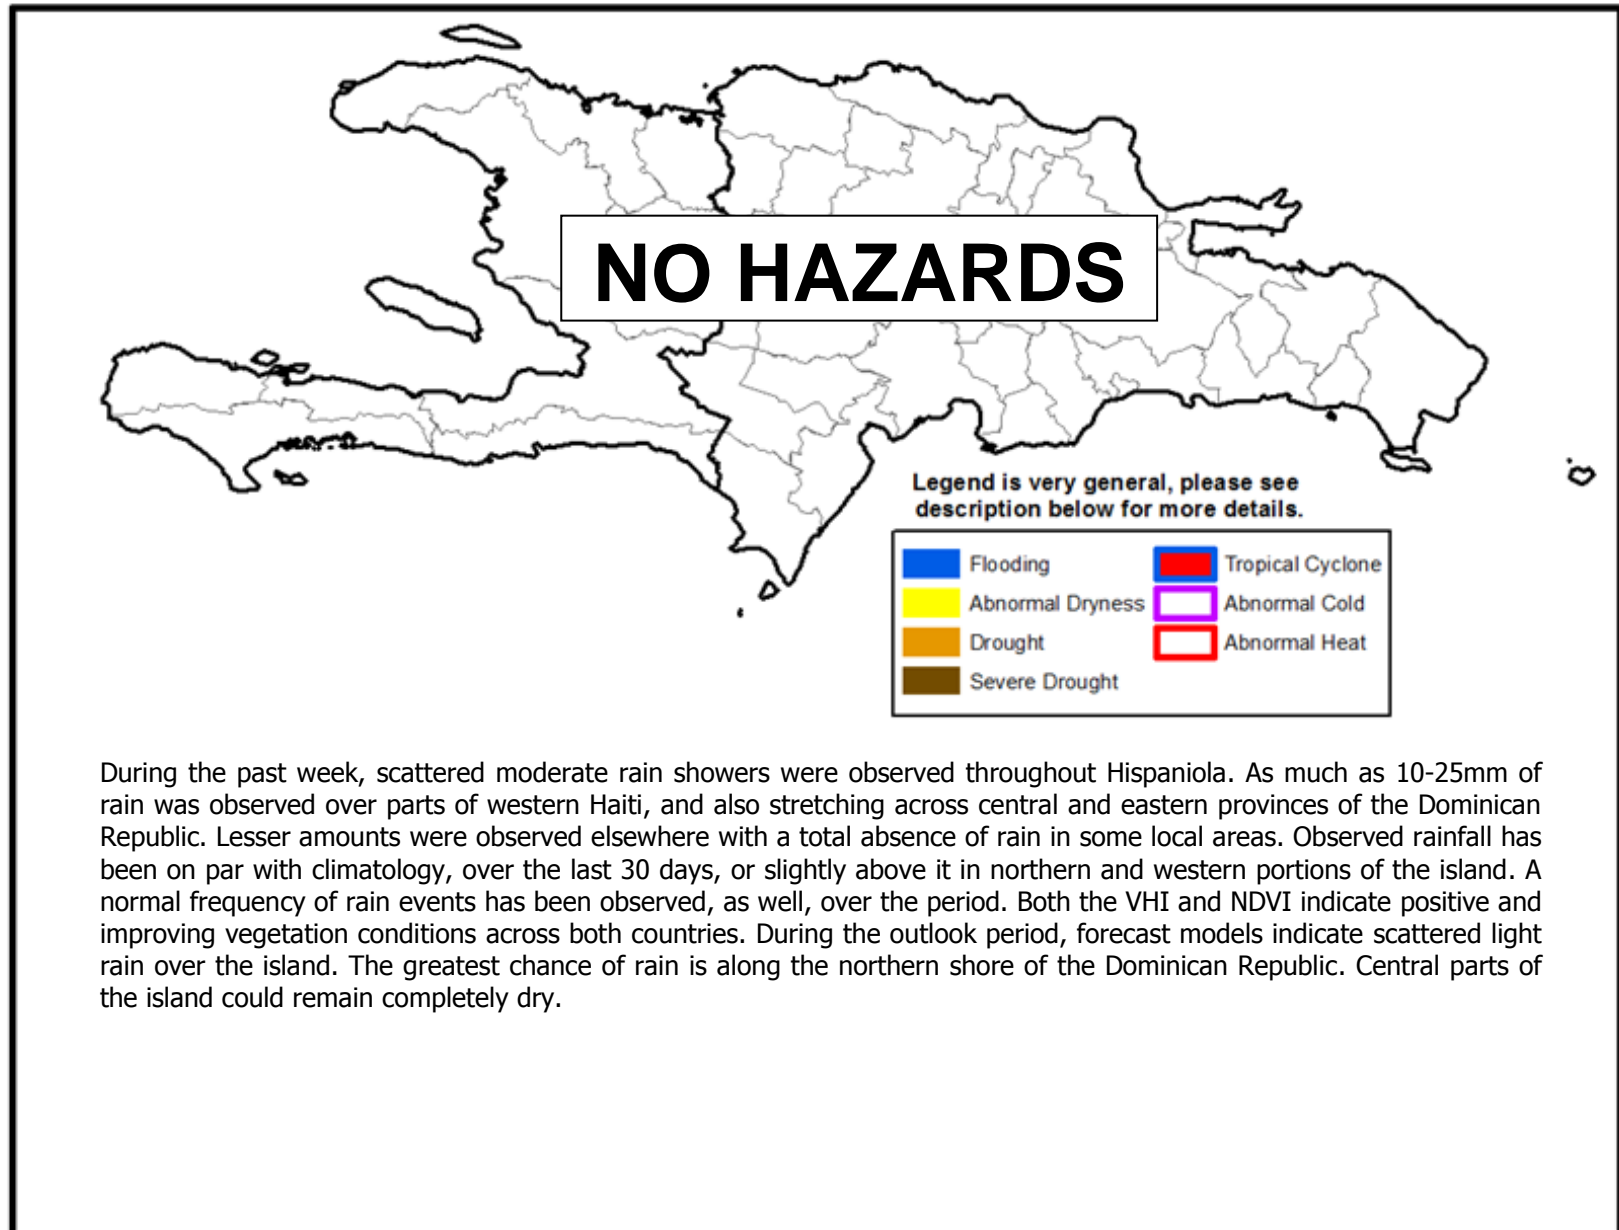 NO HAZARDS
Legend is very general, please see
description below for more details.
Flooding
Tropical Cyclone
Abnormal Dryness
Abnormal Cold
Drought
Abnormal Heat
Severe Drought
During the past week, scattered moderate rain showers were observed throughout Hispaniola. As much as 10-25mm of
rain was observed over parts of western Haiti, and also stretching across central and eastern provinces of the Dominican
Republic. Lesser amounts were observed elsewhere with a total absence of rain in some local areas. Observed rainfall has
been on par with climatology, over the last 30 days, or slightly above it in northern and western portions of the island. A
normal frequency of rain events has been observed, as well, over the period. Both the VHI and NDVI indicate positive and
improving vegetation conditions across both countries. During the outlook period, forecast models indicate scattered light
rain over the island. The greatest chance of rain is along the northern shore of the Dominican Republic. Central parts of
the island could remain completely dry.